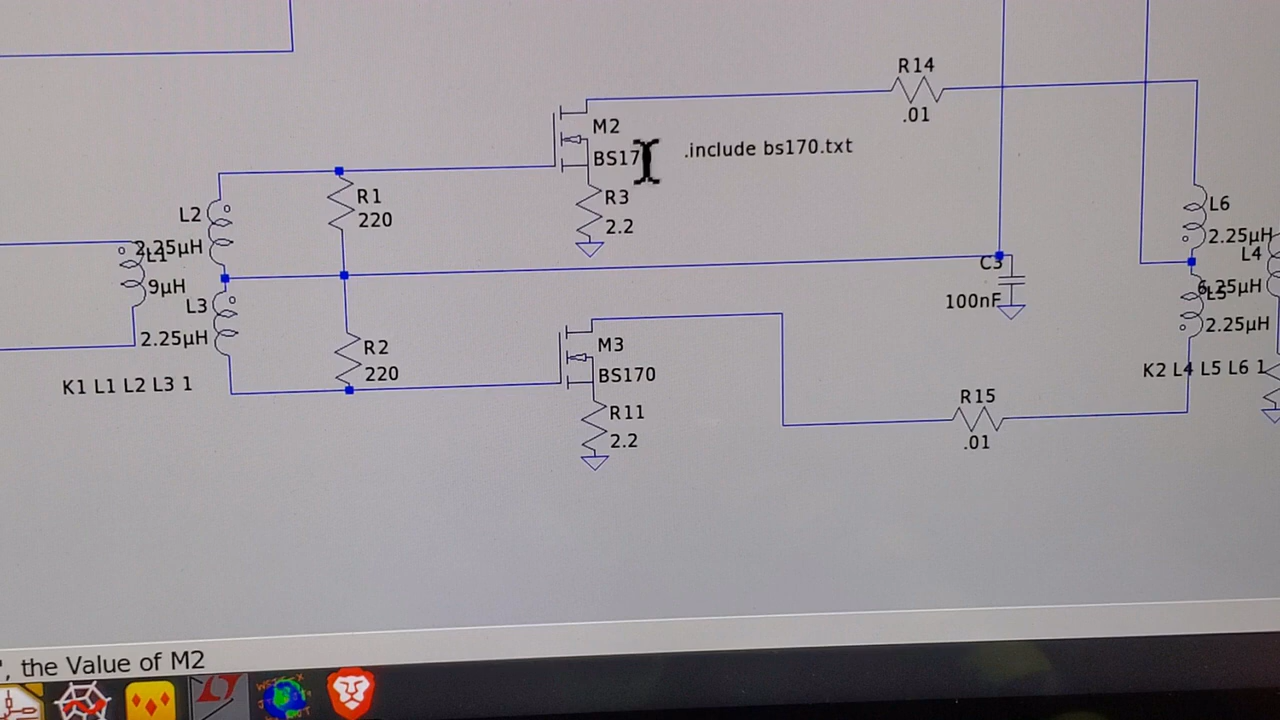 R14
.01
M2
BS17
.include bs170.txt
R3
2.2
L2
2.25µH
R1
220
L1
9µH
L6
2.25µH
L4
6.25µH
L5
2.25µH
C3
100nF
L3
2.25µH
R2
220
M3
BS170
K1 L1 L2 L3 1
K2 L4 L5 L6 1
R11
2.2
R15
.01
, the Value of M2